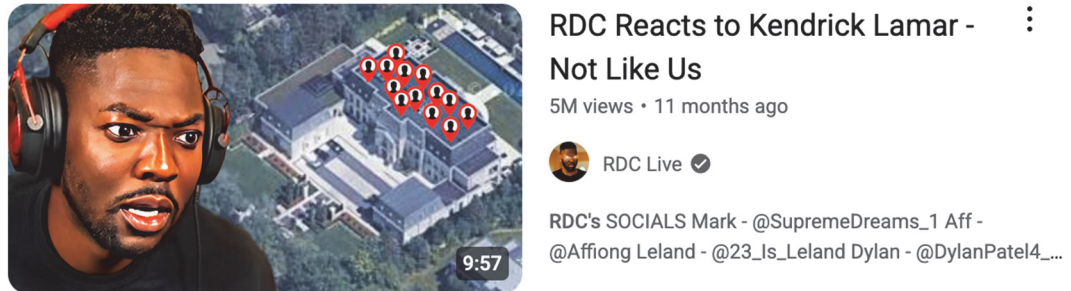 RDC Reacts to Kendrick Lamar -
Not Like Us
5M views • 11 months ago
RDC Live
RDC's SOCIALS Mark - @SupremeDreams_1 Aff -
@Affiong Leland - @23_Is_Leland Dylan - @DylanPatel4_...
9:57